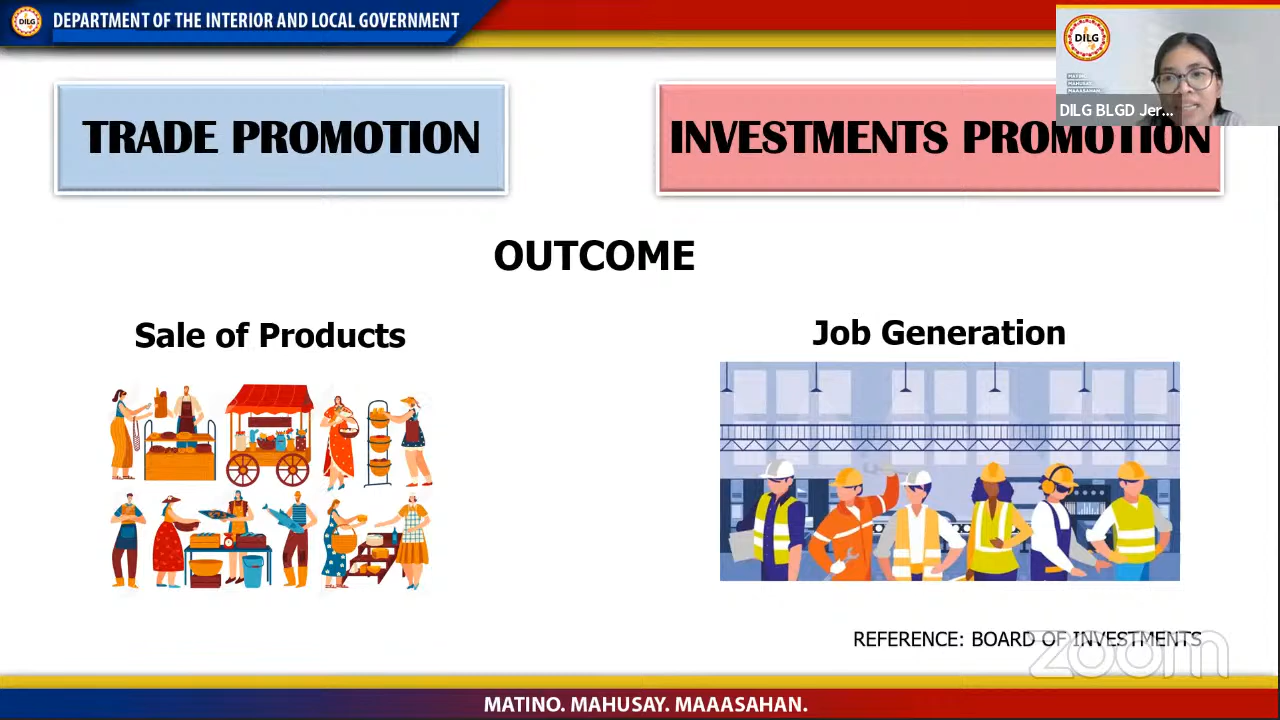 DEPARTMENT OF THE INTERIOR AND LOCAL GOVERNMENT
DILG
DILG BLGD Jer...
TRADE PROMOTION
INVESTMENTS PROMOTION
OUTCOME
Sale of Products
Job Generation
REFERENCE: BOARD OF INVESTMENTS
zoom
MATINO. MAHUSAY. MAAASAHAN.